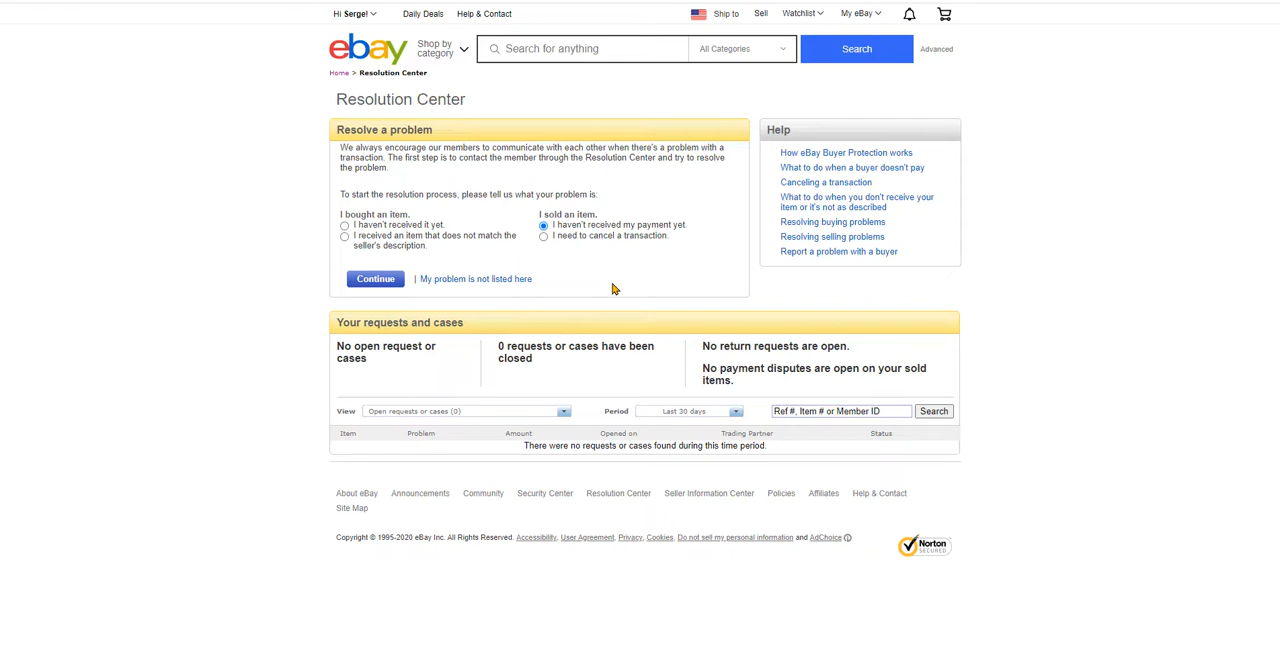 Hi Serge!
Daily Deals
Help & Contact
Ship to
Sell
Watchlist
My eBay
ebay
Shop by category
Search for anything
All Categories
Search
Advanced
Home > Resolution Center
Resolution Center
Resolve a problem
We always encourage our members to communicate with each other when there's a problem with a
transaction. The first step is to contact the member through the Resolution Center and try to resolve
the problem.
To start the resolution process, please tell us what your problem is:
I bought an item.
I haven't received it yet.
I received an item that does not match the
seller's description.
I sold an item.
I haven't received my payment yet.
I need to cancel a transaction.
Continue
| My problem is not listed here
Help
How eBay Buyer Protection works
What to do when a buyer doesn't pay
Canceling a transaction
What to do when you don't receive your
item or it's not as described
Resolving buying problems
Resolving selling problems
Report a problem with a buyer
Your requests and cases
No open request or
cases
0 requests or cases have been
closed
No return requests are open.
No payment disputes are open on your sold
items.
View
Open requests or cases (0)
Period
Last 30 days
Ref #, Item # or Member ID
Search
Item
Problem
Amount
Opened on
Trading Partner
Status
There were no requests or cases found during this time period.
About eBay
Announcements
Community
Security Center
Resolution Center
Seller Information Center
Policies
Affiliates
Help & Contact
Site Map
Copyright © 1995-2020 eBay Inc. All Rights Reserved. Accessibility, User Agreement, Privacy, Cookies, Do not sell my personal information and AdChoice
Norton
SECURED